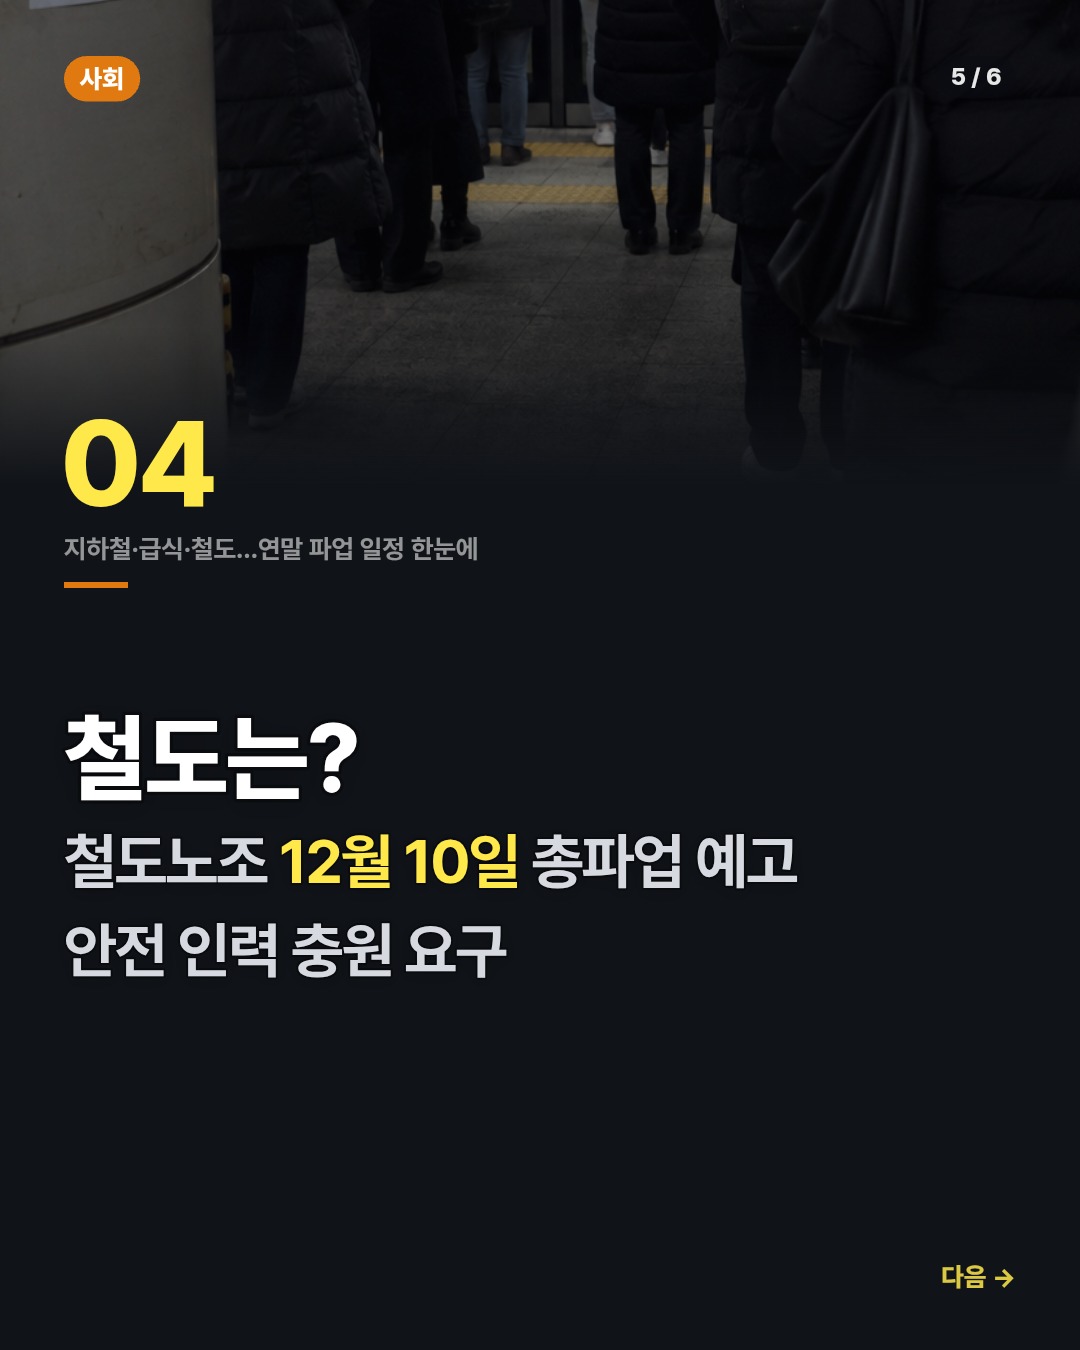 사회
5 / 6
04
지하철·급식·철도...연말 파업 일정 한눈에
철도는?
철도노조 12월 10일 총파업 예고
안전 인력 충원 요구
다음 →